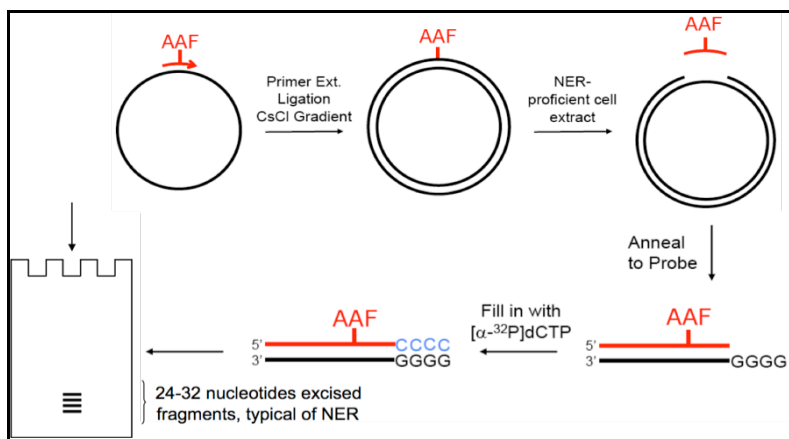 AAF
Primer Ext.
Ligation
CsCl Gradient
AAF
NER-
proficient cell
extract
AAF
Anneal
to Probe
AAF
5'
3'
GGGG
Fill in with
[α-³²P]dCTP
AAF
5'
CCCC
3'
GGGG
24-32 nucleotides excised
fragments, typical of NER